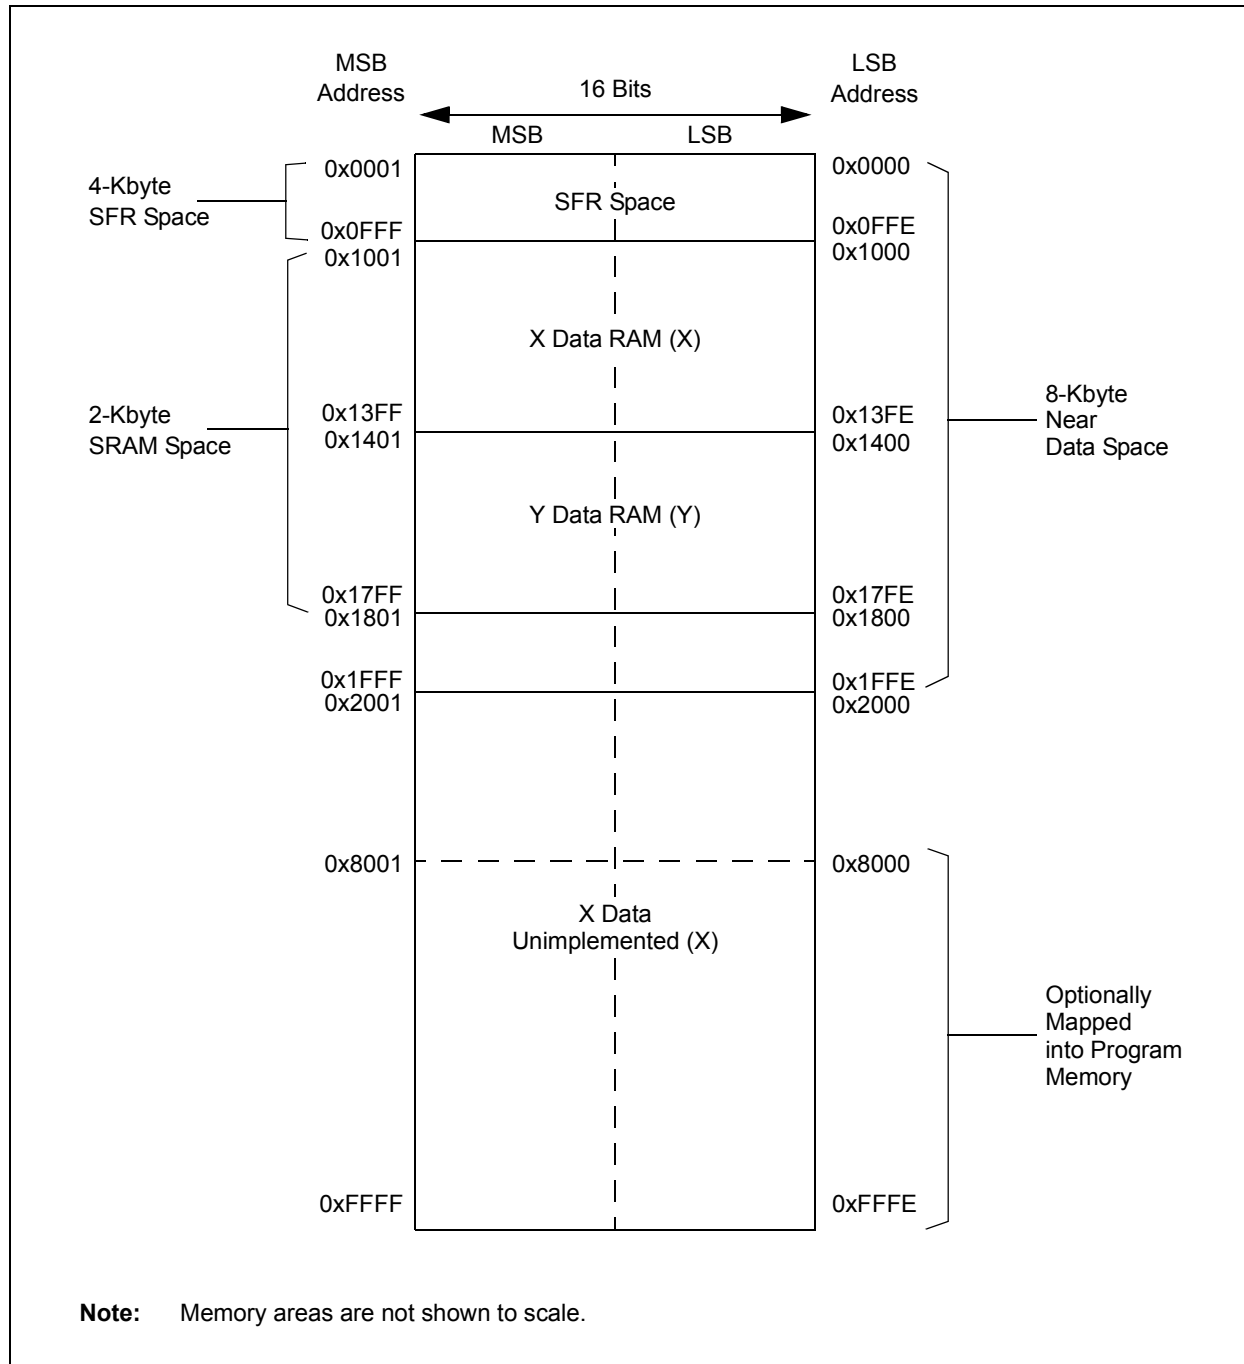 MSB
Address
16 Bits
LSB
Address
MSB
LSB
0x0001
0x0000
4-Kbyte
SFR Space
SFR Space
0x0FFF
0x0FFE
0x1001
0x1000
X Data RAM (X)
2-Kbyte
SRAM Space
0x13FF
0x13FE
0x1401
0x1400
8-Kbyte
Near
Data Space
Y Data RAM (Y)
0x17FF
0x17FE
0x1801
0x1800
0x1FFF
0x1FFE
0x2001
0x2000
0x8001
0x8000
X Data
Unimplemented (X)
Optionally
Mapped
into Program
Memory
0xFFFF
0xFFFE
Note: Memory areas are not shown to scale.